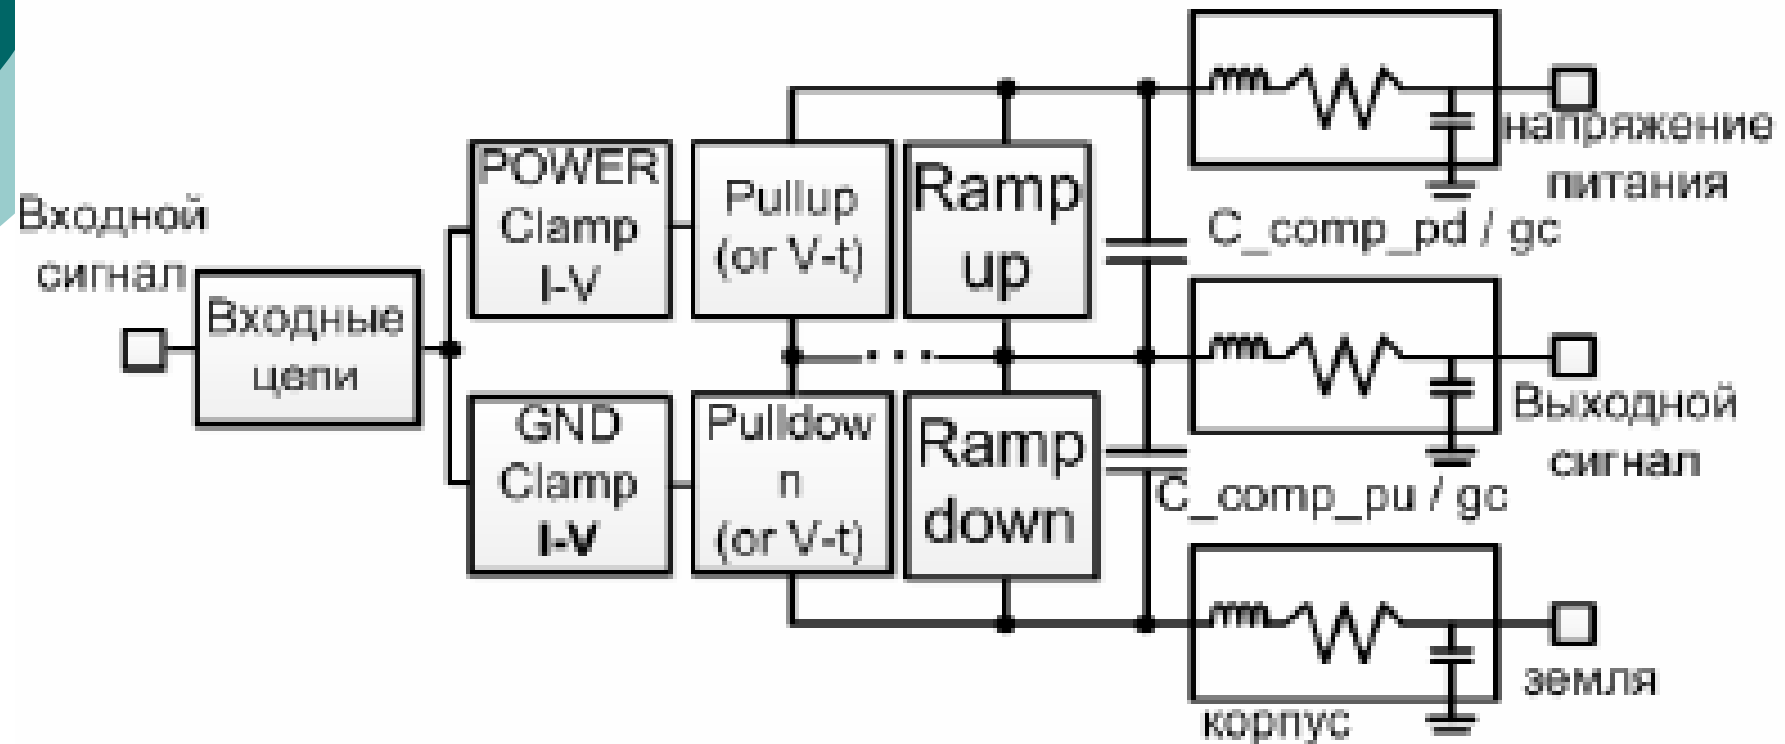 Входной
сигнал
Входные
цепи
POWER
Clamp
I-V
GND
Clamp
I-V
Pullup
(or V-t)
Pulldow
n
(or V-t)
Ramp
up
Ramp
down
C_comp_pd / gc
C_comp_pu / gc
напряжение
питания
Выходной
сигнал
земля
корпус